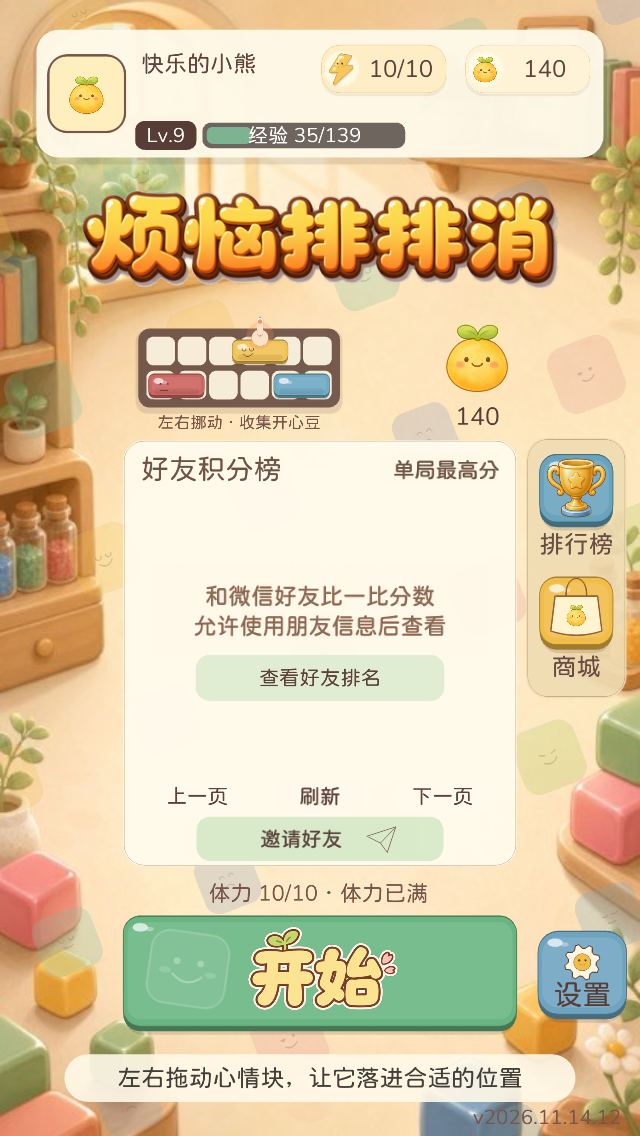 快乐的小熊
10/10
140
Lv.9
经验 35/139
烦恼排排消
左右挪动 · 收集开心豆
140
好友积分榜
单局最高分
和微信好友比一比分数
允许使用朋友信息后查看
查看好友排名
上一页
刷新
下一页
邀请好友
排行榜
商城
体力 10/10 · 体力已满
开始
设置
左右拖动心情块，让它落进合适的位置
v2026.11.14.12